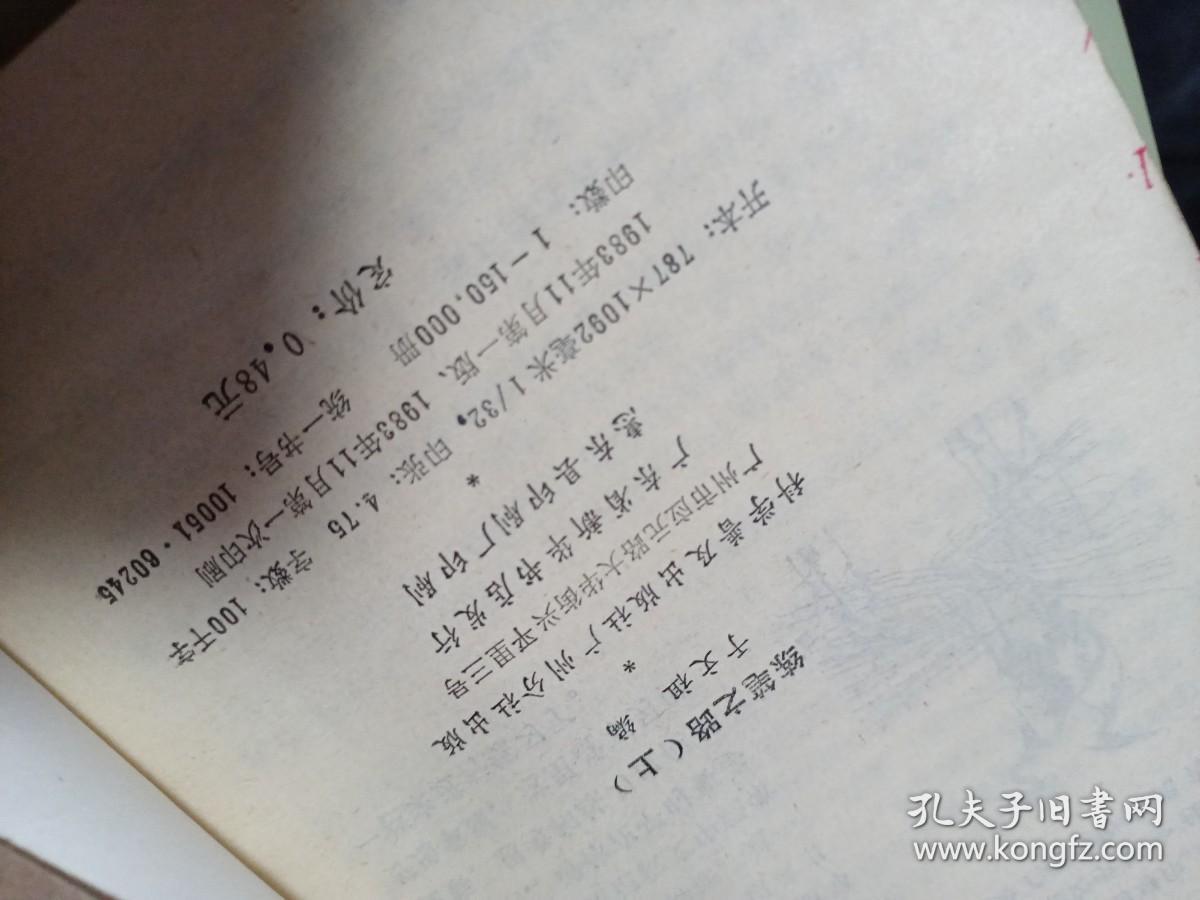 练笔之路（上）
于文祖 编
*
科学普及出版社广州分社出版
广州市应元路大华街兴平里三号
广东省新华书店发行
惠东县印刷厂印刷
*
开本：787×1092毫米 1/32. 印张：4.75 字数：100千字
1983年11月第一版、1983年11月第一次印刷
印数： 1－150.000册 统一书号：10051·60245
定价：0.48元
孔夫子旧书网
www.kongfz.com